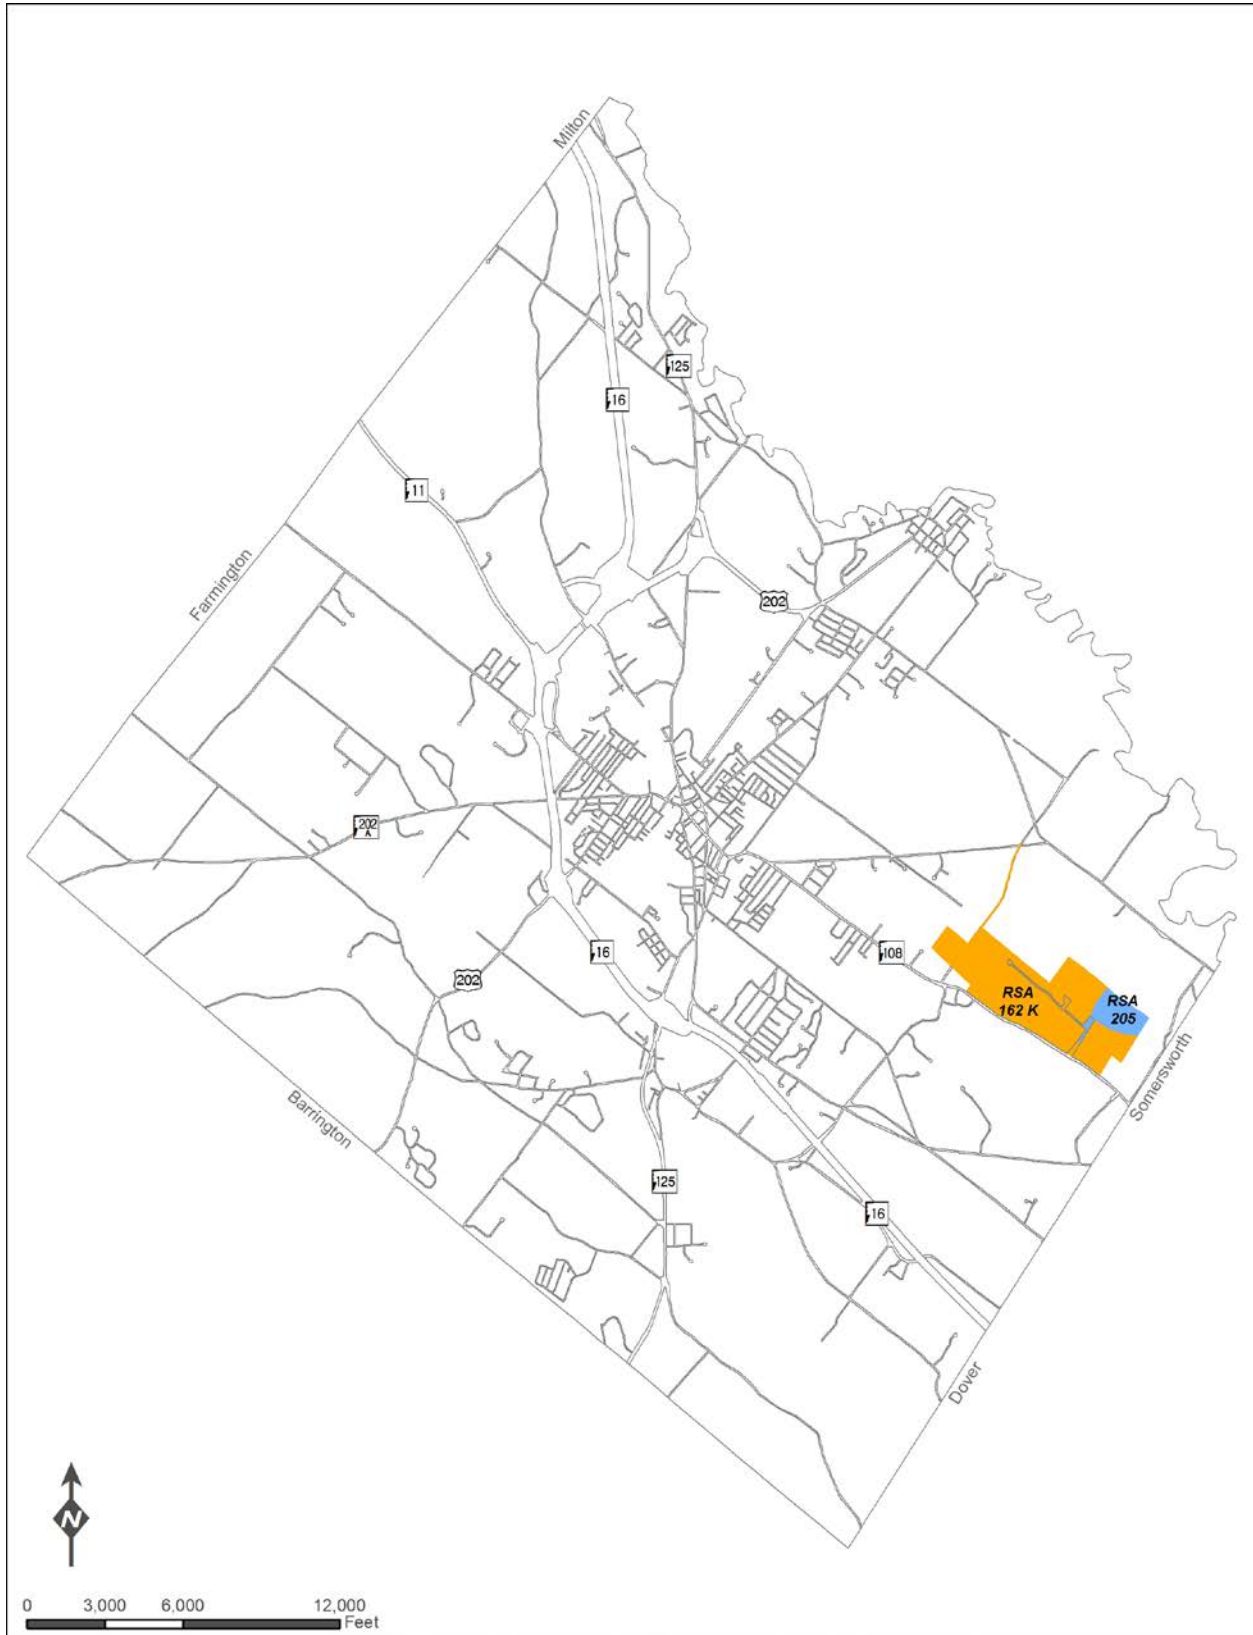 Milton
125
16
11
Farmington
202
202
A
16
108
202
RSA
162 K
RSA
205
Somersworth
Barrington
125
16
Dover
N
0 3,000 6,000 12,000
Feet